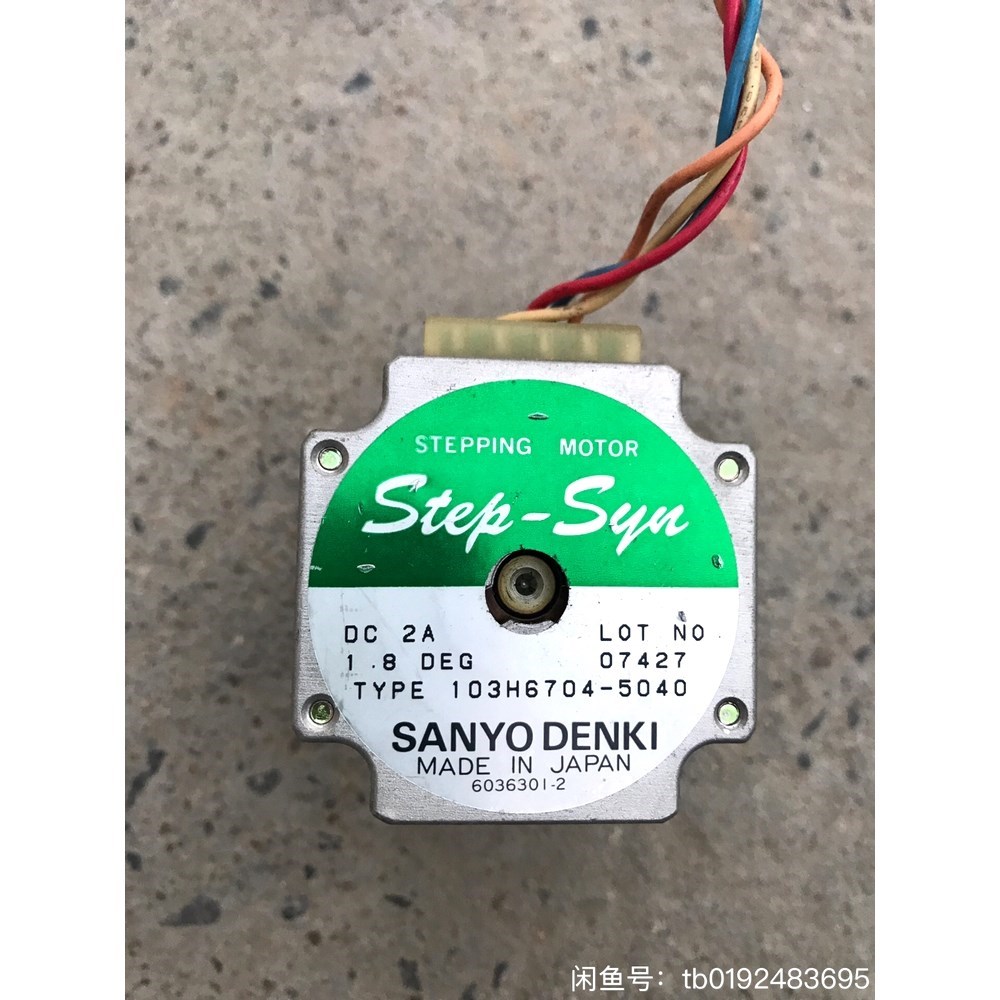 STEPPING MOTOR
Step-Syn
DC 2A LOT NO
1.8 DEG 07427
TYPE 103H6704-5040
SANYO DENKI
MADE IN JAPAN
6036301-2
闲鱼号：tb0192483695